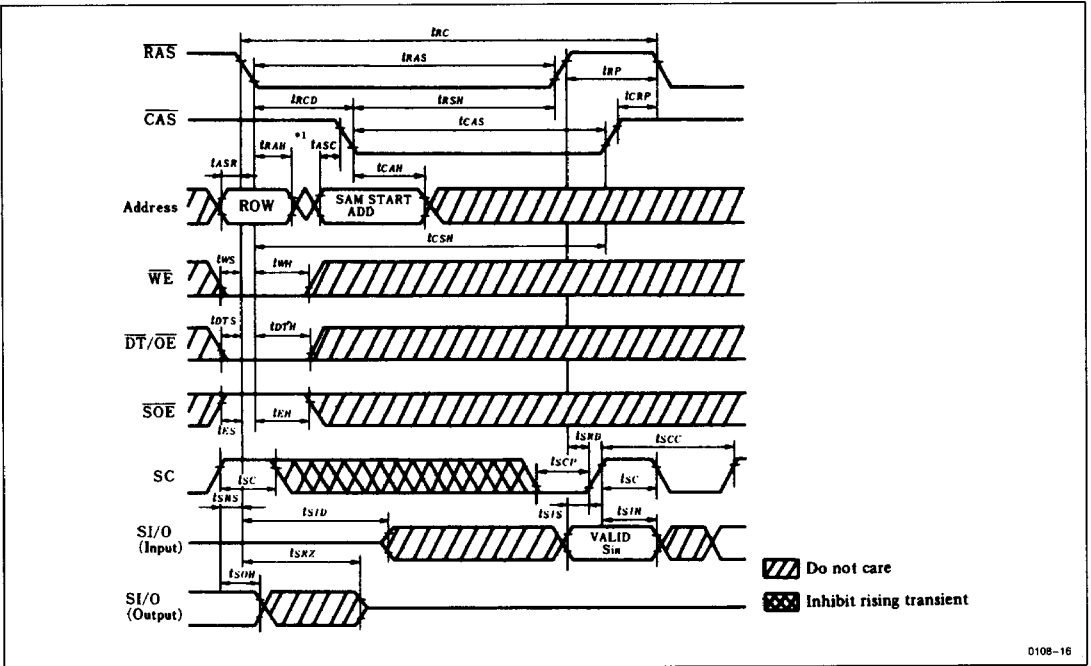 tRC
RAS
tRAS
tRP
tRCD
tRSH
tCRP
CAS
tCAS
tRAH
*1
tASC
tASR
tCAH
Address
ROW
SAM START
ADD
tCSH
tWS
tWH
WE
tDTS
tDTH
DT/OE
SOE
tES
tEH
tSRD
tSCC
tSCP
SC
tSC
tSC
tSRS
tSID
tSIS
tSIH
SI/O
(Input)
VALID
Sin
tSRZ
Do not care
tSOH
SI/O
(Output)
Inhibit rising transient
0108-16